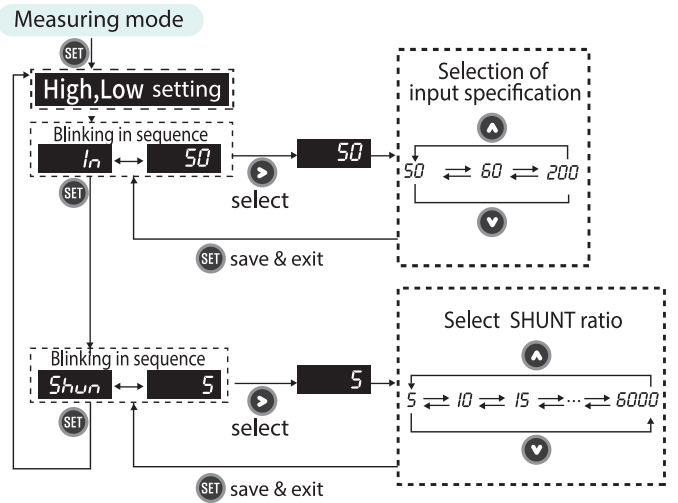 Measuring mode
SET
High,Low setting
Blinking in sequence
In 50
SET
select
50
Selection of
input specification
50 60 200
SET save & exit
Blinking in sequence
Shun 5
SET
select
5
Select SHUNT ratio
5 10 15 ... 6000
SET save & exit